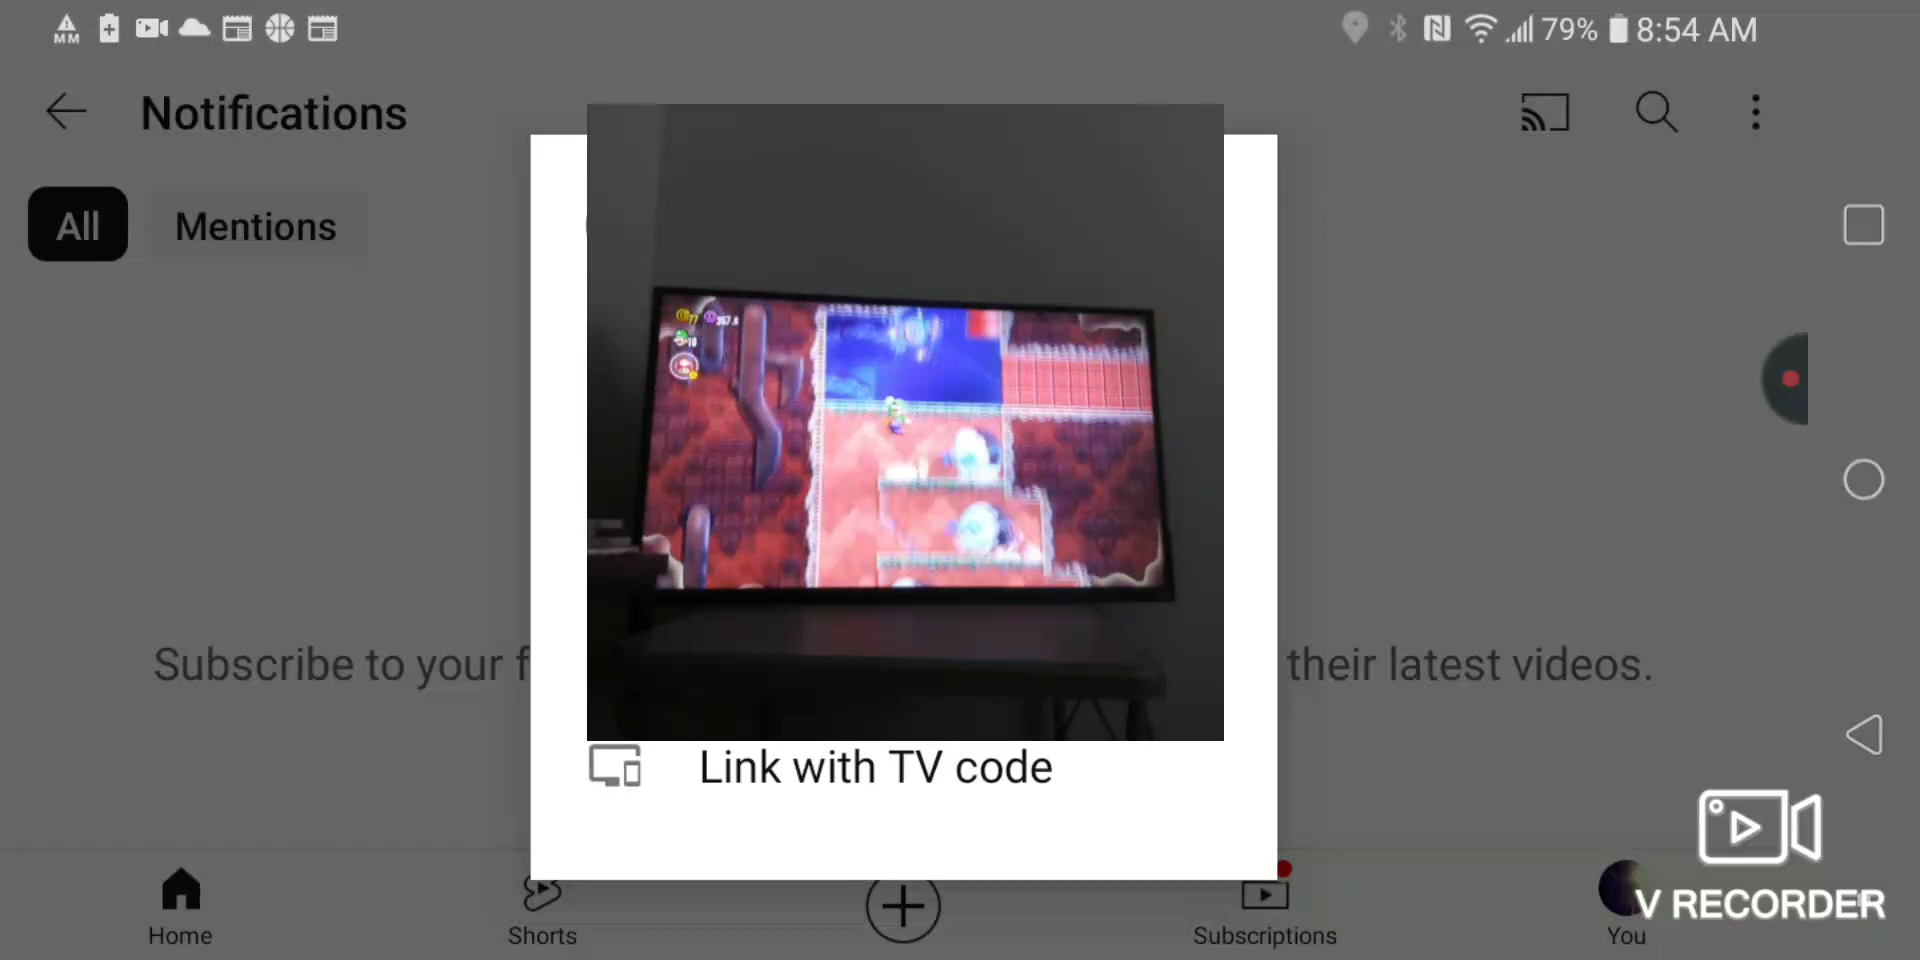 MM
79% 8:54 AM
Notifications
All Mentions
Subscribe to your f
their latest videos.
Link with TV code
V RECORDER
Home Shorts Subscriptions You